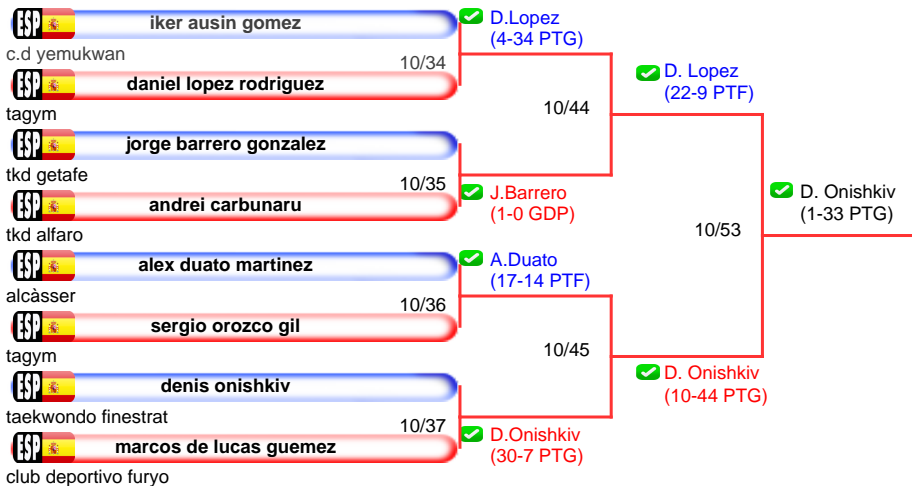 ESP iker ausin gomez
c.d yemukwan
10/34
ESP daniel lopez rodriguez
tagym
D.Lopez
(4-34 PTG)
ESP jorge barrero gonzalez
tkd getafe
10/35
ESP andrei carbunaru
tkd alfaro
J.Barrero
(1-0 GDP)
10/44
D. Lopez
(22-9 PTF)
ESP alex duato martinez
alcàsser
10/36
ESP sergio orozco gil
tagym
A.Duato
(17-14 PTF)
ESP denis onishkiv
taekwondo finestrat
10/37
ESP marcos de lucas guemez
club deportivo furyo
D.Onishkiv
(30-7 PTG)
10/45
D. Onishkiv
(10-44 PTG)
10/53
D. Onishkiv
(1-33 PTG)